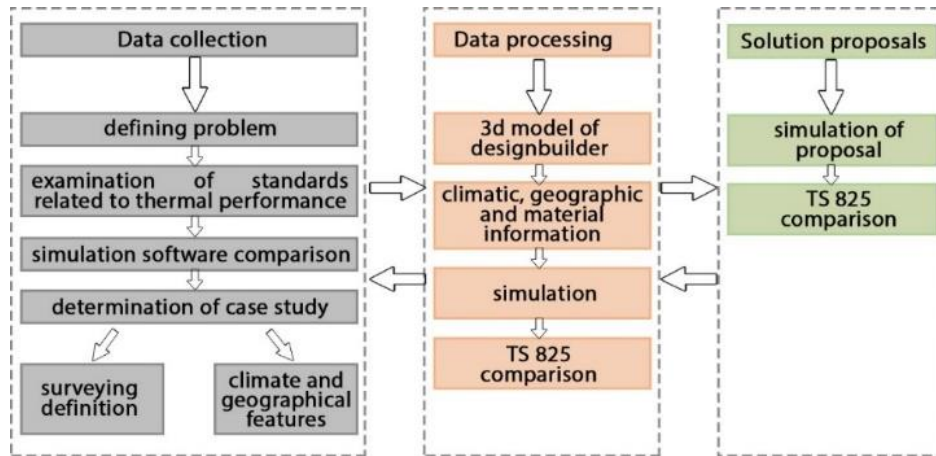 Data collection
defining problem
examination of standards
related to thermal performance
simulation software comparison
determination of case study
surveying
definition
climate and
geographical
features
Data processing
3d model of
designbuilder
climatic, geographic
and material
information
simulation
TS 825
comparison
Solution proposals
simulation of
proposal
TS 825
comparison